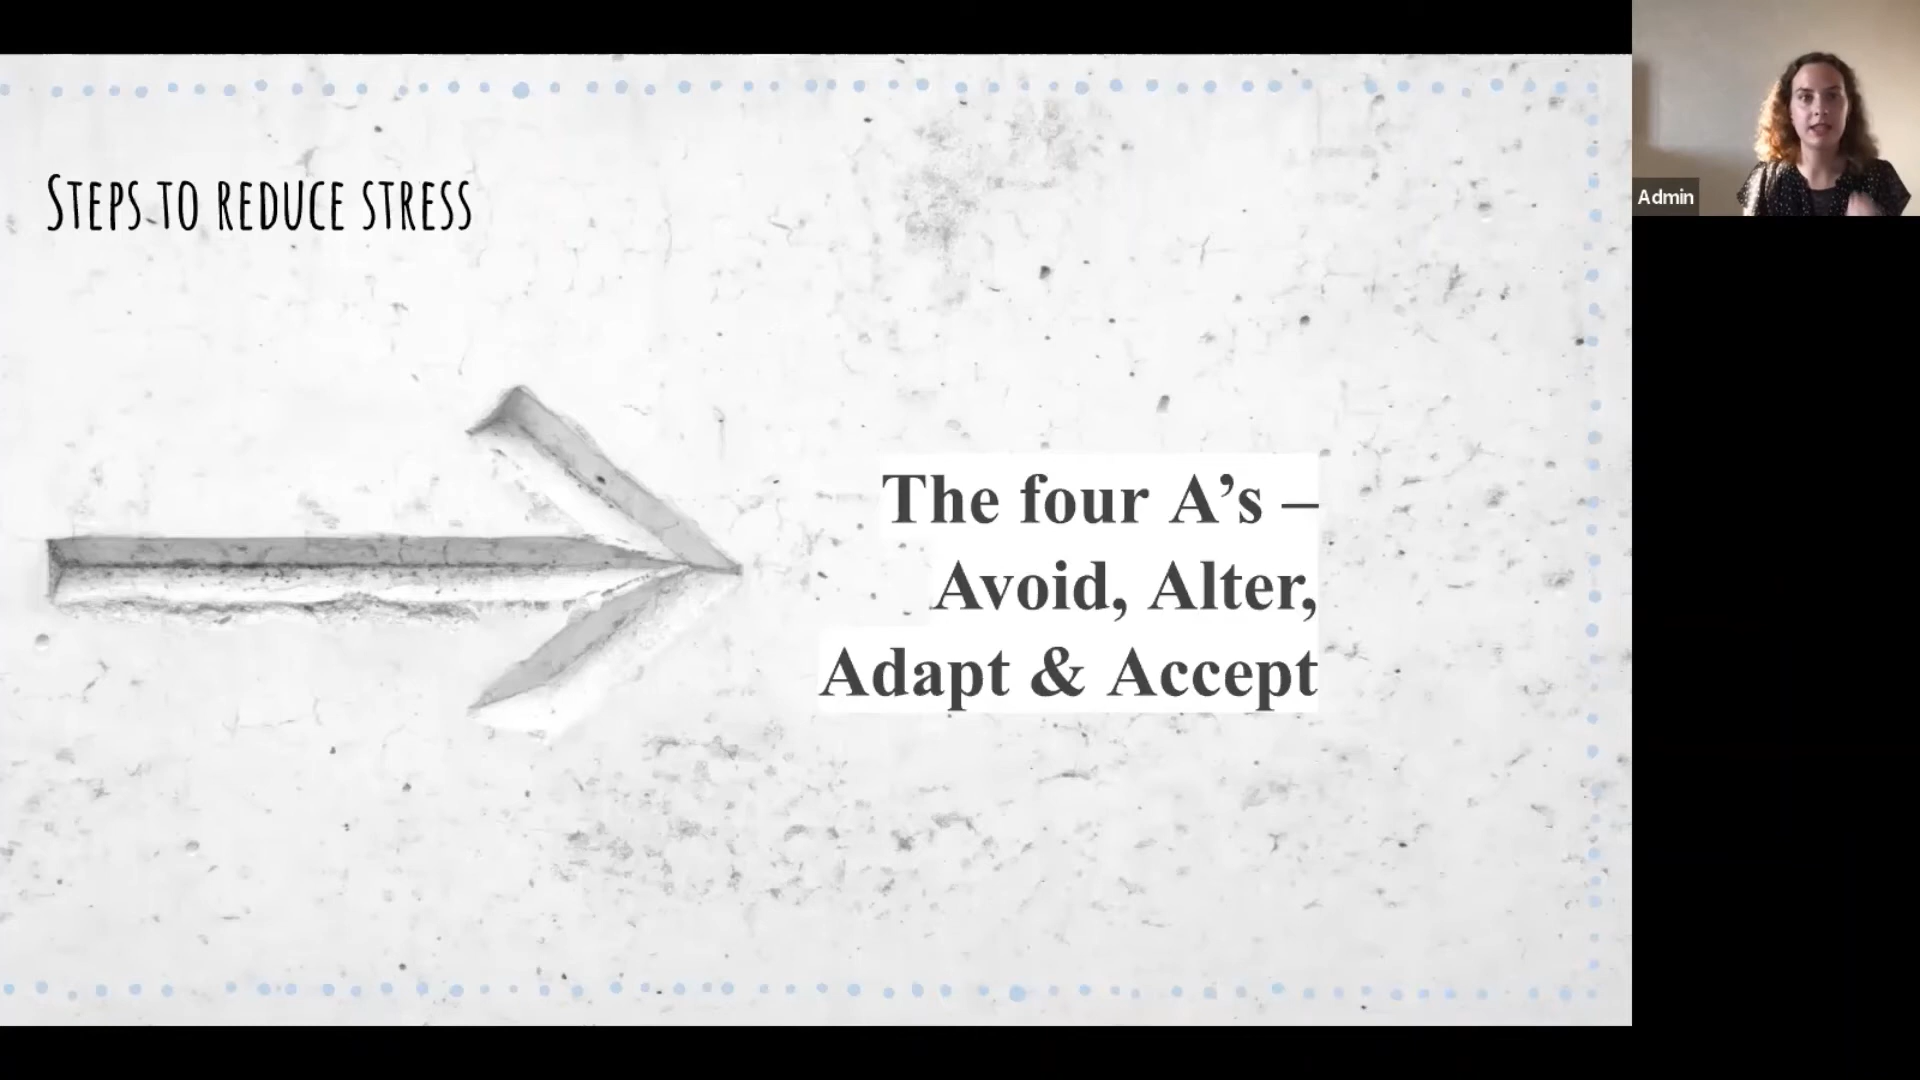 Steps to reduce stress
The four A’s –
Avoid, Alter,
Adapt & Accept
Admin